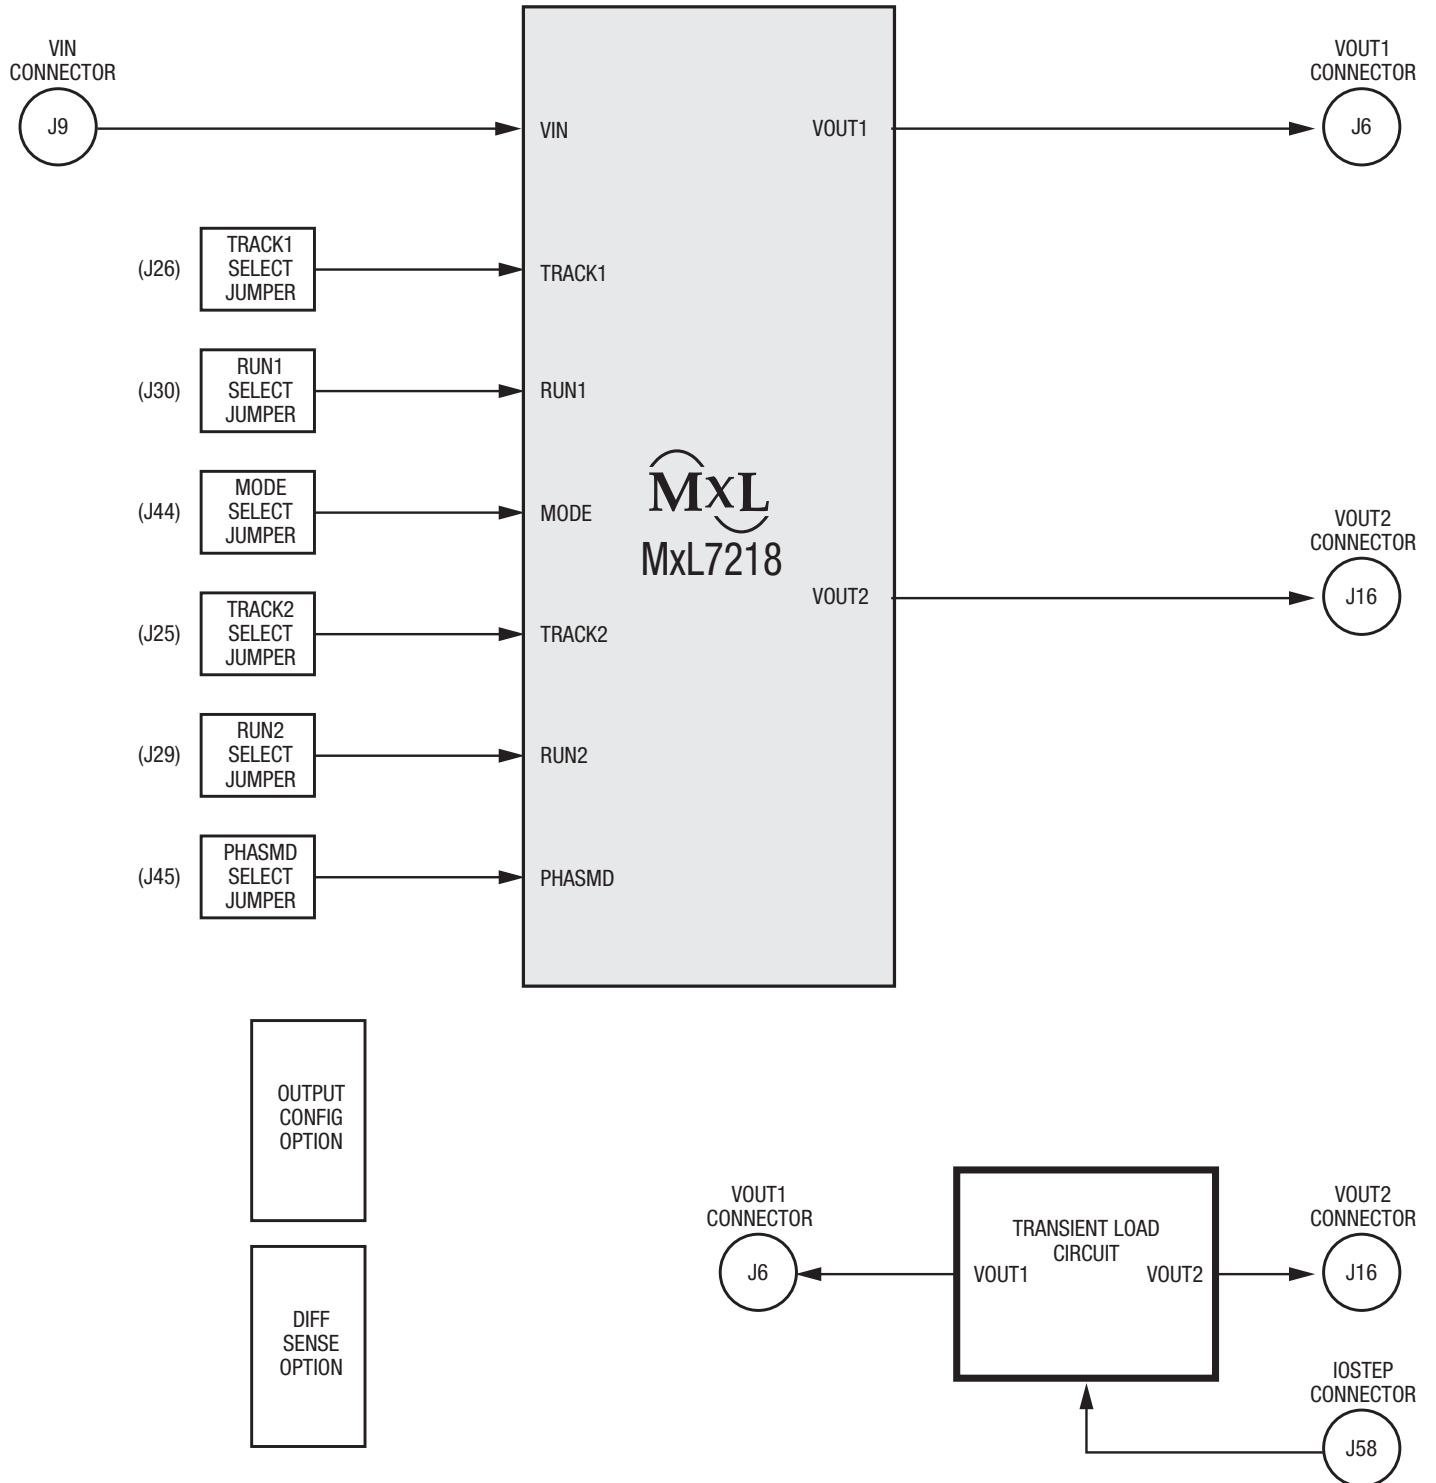 VIN
CONNECTOR
J9
VIN
VOUT1
VOUT1
CONNECTOR
J6
(J26)
TRACK1
SELECT
JUMPER
TRACK1
(J30)
RUN1
SELECT
JUMPER
RUN1
(J44)
MODE
SELECT
JUMPER
MODE
MXL
MxL7218
VOUT2
VOUT2
CONNECTOR
J16
(J25)
TRACK2
SELECT
JUMPER
TRACK2
(J29)
RUN2
SELECT
JUMPER
RUN2
(J45)
PHASMD
SELECT
JUMPER
PHASMD
OUTPUT
CONFIG
OPTION
DIFF
SENSE
OPTION
VOUT1
CONNECTOR
J6
TRANSIENT LOAD
CIRCUIT
VOUT1
VOUT2
VOUT2
CONNECTOR
J16
IOSTEP
CONNECTOR
J58